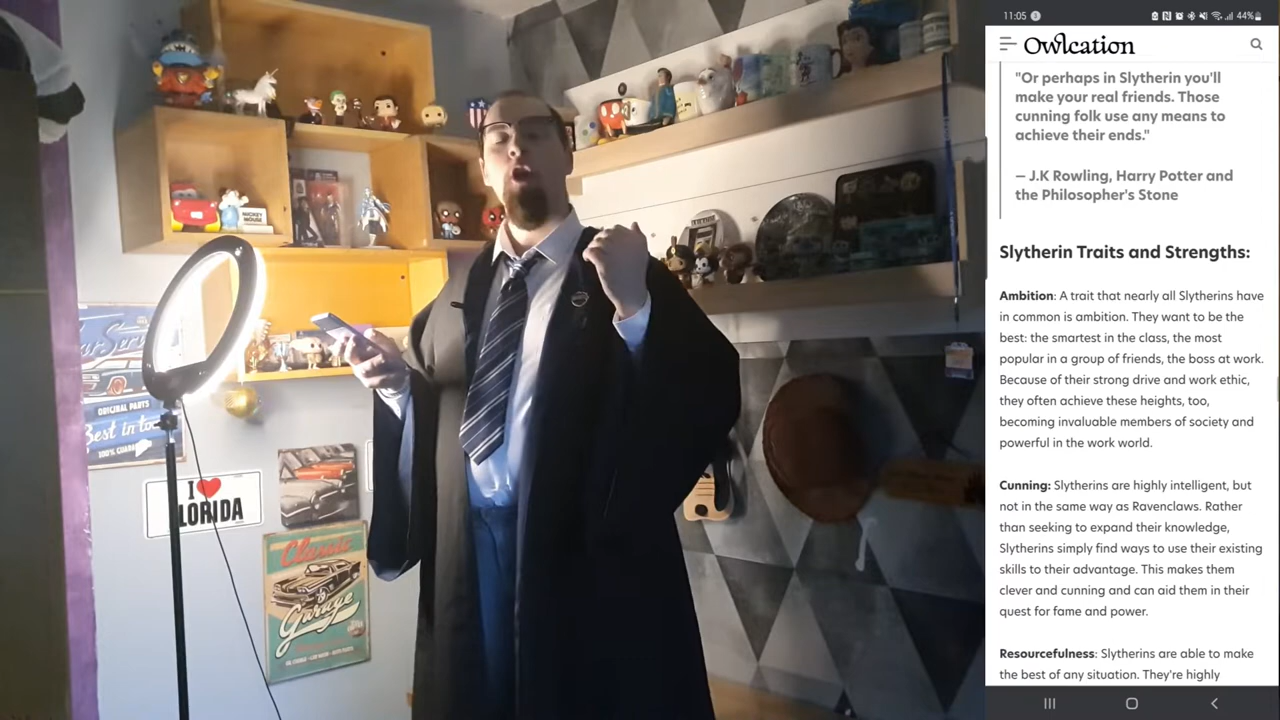 11:05
44%
Owlcation
"Or perhaps in Slytherin you'll
make your real friends. Those
cunning folk use any means to
achieve their ends."
— J.K Rowling, Harry Potter and
the Philosopher's Stone
Slytherin Traits and Strengths:
Ambition: A trait that nearly all Slytherins have
in common is ambition. They want to be the
best: the smartest in the class, the most
popular in a group of friends, the boss at work.
Because of their strong drive and work ethic,
they often achieve these heights, too,
becoming invaluable members of society and
powerful in the work world.
Cunning: Slytherins are highly intelligent, but
not in the same way as Ravenclaws. Rather
than seeking to expand their knowledge,
Slytherins simply find ways to use their existing
skills to their advantage. This makes them
clever and cunning and can aid them in their
quest for fame and power.
Resourcefulness: Slytherins are able to make
the best of any situation. They're highly
MICKEY
MOUSE
ORIGINAL PARTS
Best in to
100%
I
LORIDA
Classic
Garage